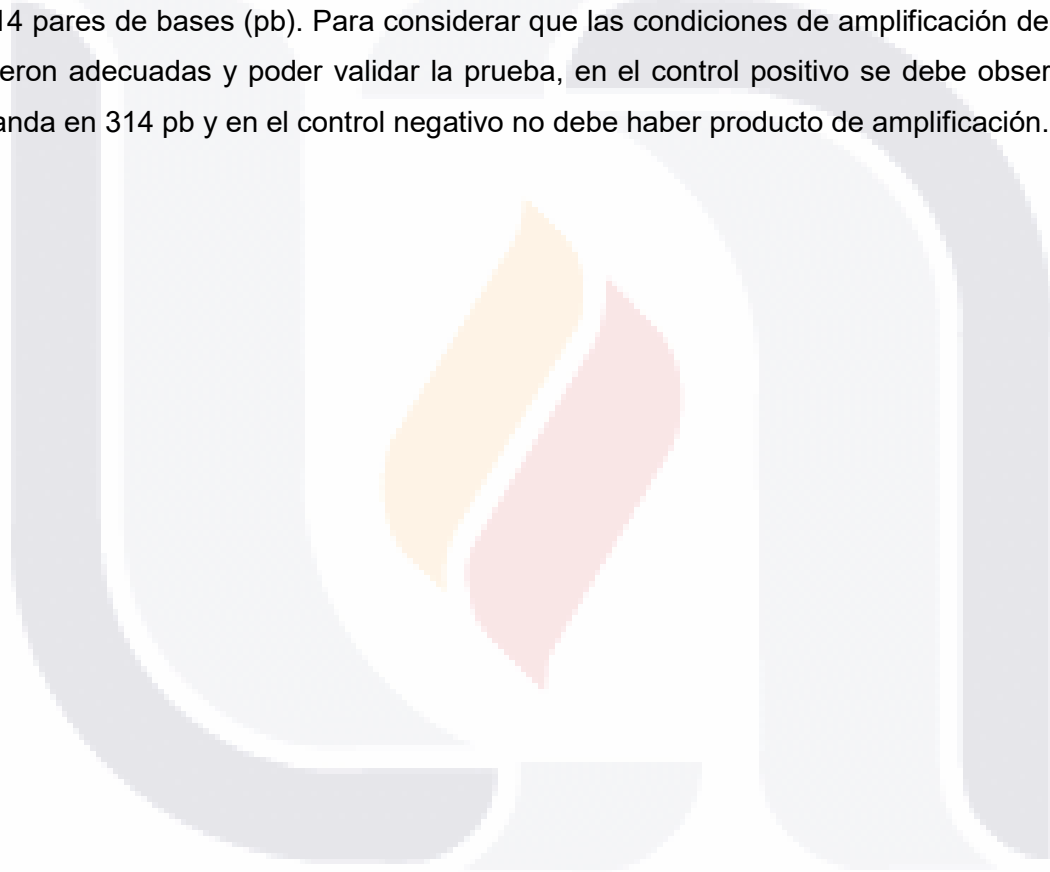 14 pares de bases (pb). Para considerar que las condiciones de amplificación de
eron adecuadas y poder validar la prueba, en el control positivo se debe obser
anda en 314 pb y en el control negativo no debe haber producto de amplificación.